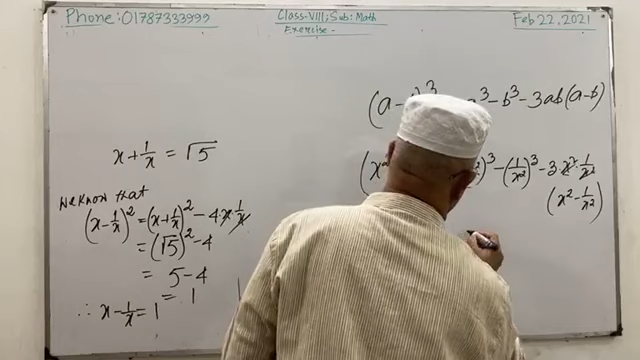 Phone: 01787333999
Class-VIII; Sub: Math
Exercise-
Feb 22, 2021
x + 1/x = √5
We know that
(x - 1/x)² = (x + 1/x)² - 4·x·1/x
= (√5)² - 4
= 5 - 4
= 1
∴ x - 1/x = 1
(a - )³ a³ - b³ - 3ab(a-b)
(x )³ - (1/x²)³ - 3·x²·1/x²
(x² - 1/x²)